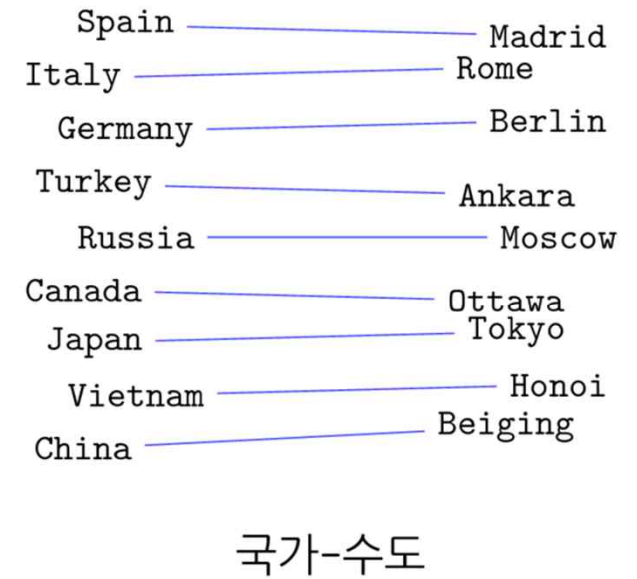 Spain Madrid
Italy Rome
Germany Berlin
Turkey Ankara
Russia Moscow
Canada Ottawa
Japan Tokyo
Vietnam Honoi
China Beiging
국가-수도